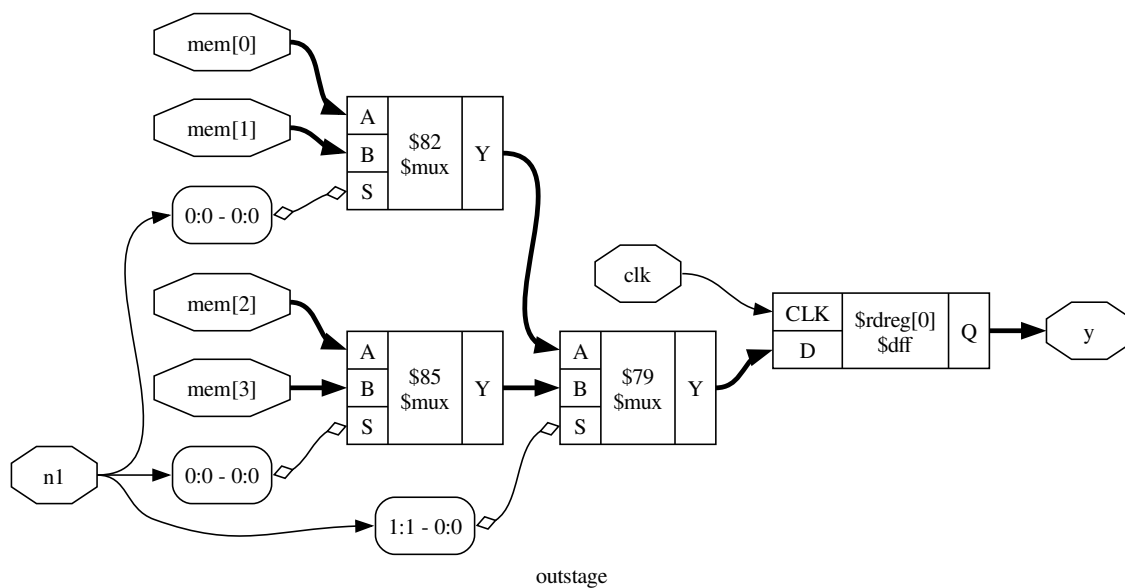 mem[0]
mem[1]
A
B
S
$82
$mux
Y
0:0 - 0:0
mem[2]
mem[3]
A
B
S
$85
$mux
Y
0:0 - 0:0
n1
1:1 - 0:0
A
B
S
$79
$mux
Y
clk
CLK
D
$rdreg[0]
$dff
Q
y
outstage